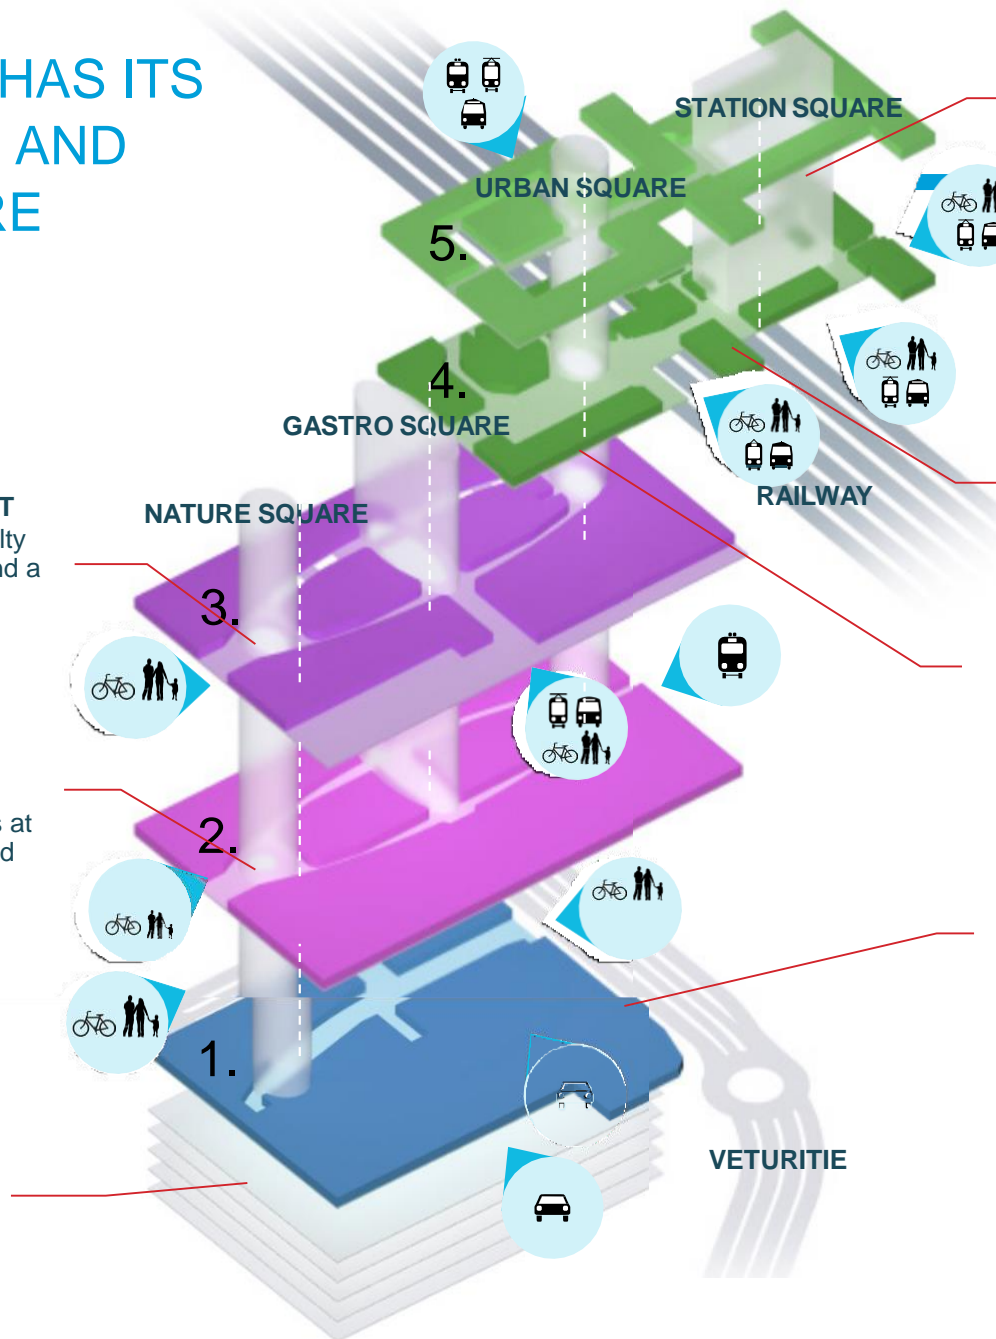 HAS ITS
AND
RE
STATION SQUARE
URBAN SQUARE
5.
4.
GASTRO SQUARE
RAILWAY
NATURE SQUARE
T
lty
nd a
3.
2.
s at
d
1.
VETURITIE